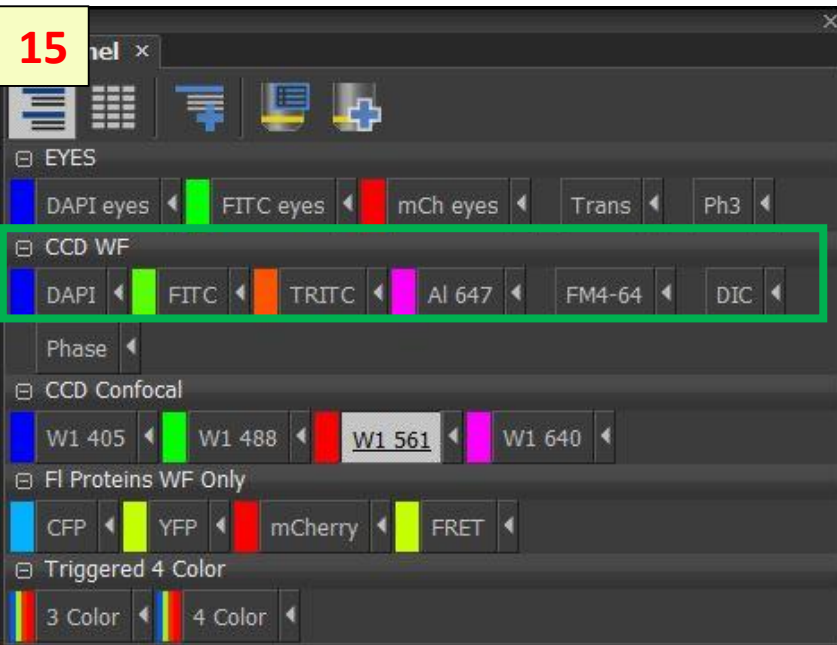 15
nel ×
EYES
DAPI eyes FITC eyes mCh eyes Trans Ph3
CCD WF
DAPI FITC TRITC Al 647 FM4-64 DIC
Phase
CCD Confocal
W1 405 W1 488 W1 561 W1 640
Fl Proteins WF Only
CFP YFP mCherry FRET
Triggered 4 Color
3 Color 4 Color